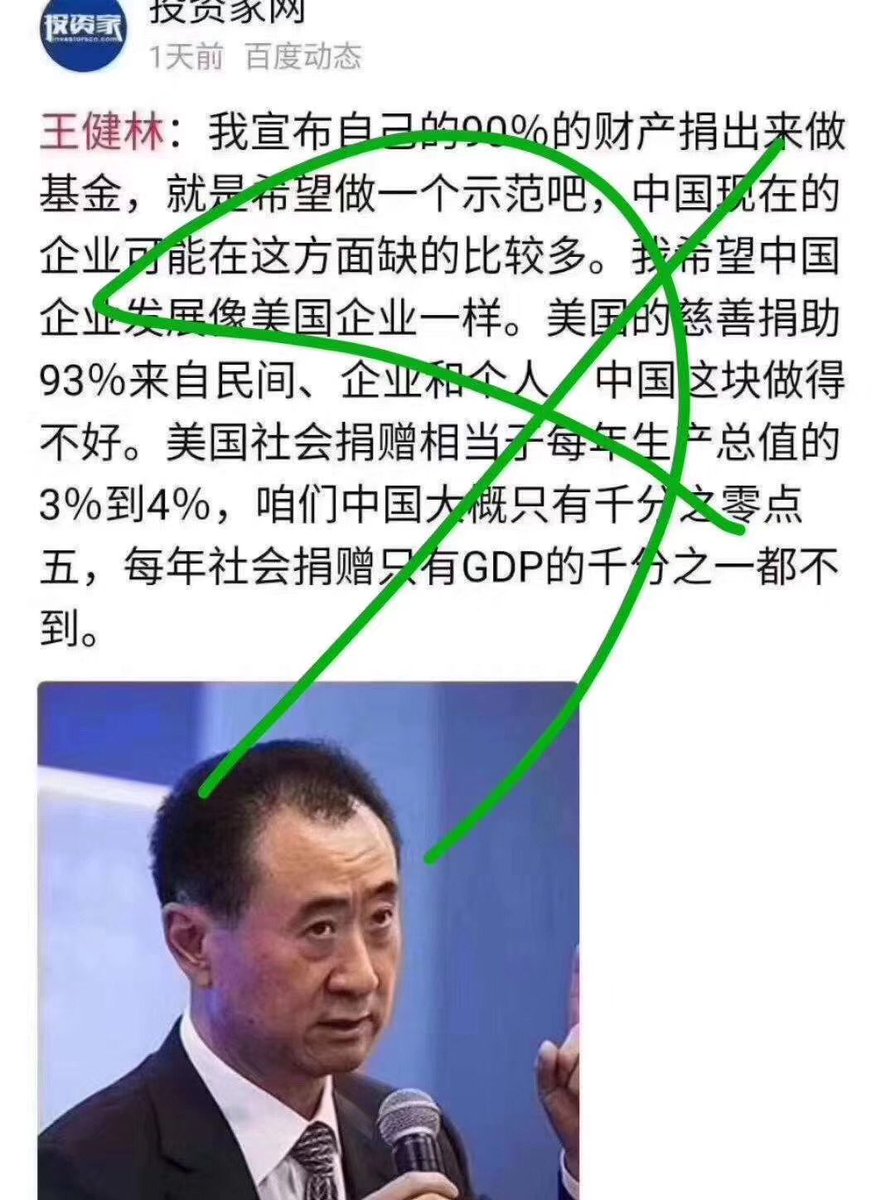 投资家网
投资家
investorscn.com
1天前 百度动态
王健林：我宣布自己的90%的财产捐出来做
基金，就是希望做一个示范吧，中国现在的
企业可能在这方面缺的比较多。我希望中国
企业发展像美国企业一样。美国的慈善捐助
93%来自民间、企业和个人，中国这块做得
不好。美国社会捐赠相当于每年生产总值的
3%到4%，咱们中国大概只有千分之零点
五，每年社会捐赠只有GDP的千分之一都不
到。